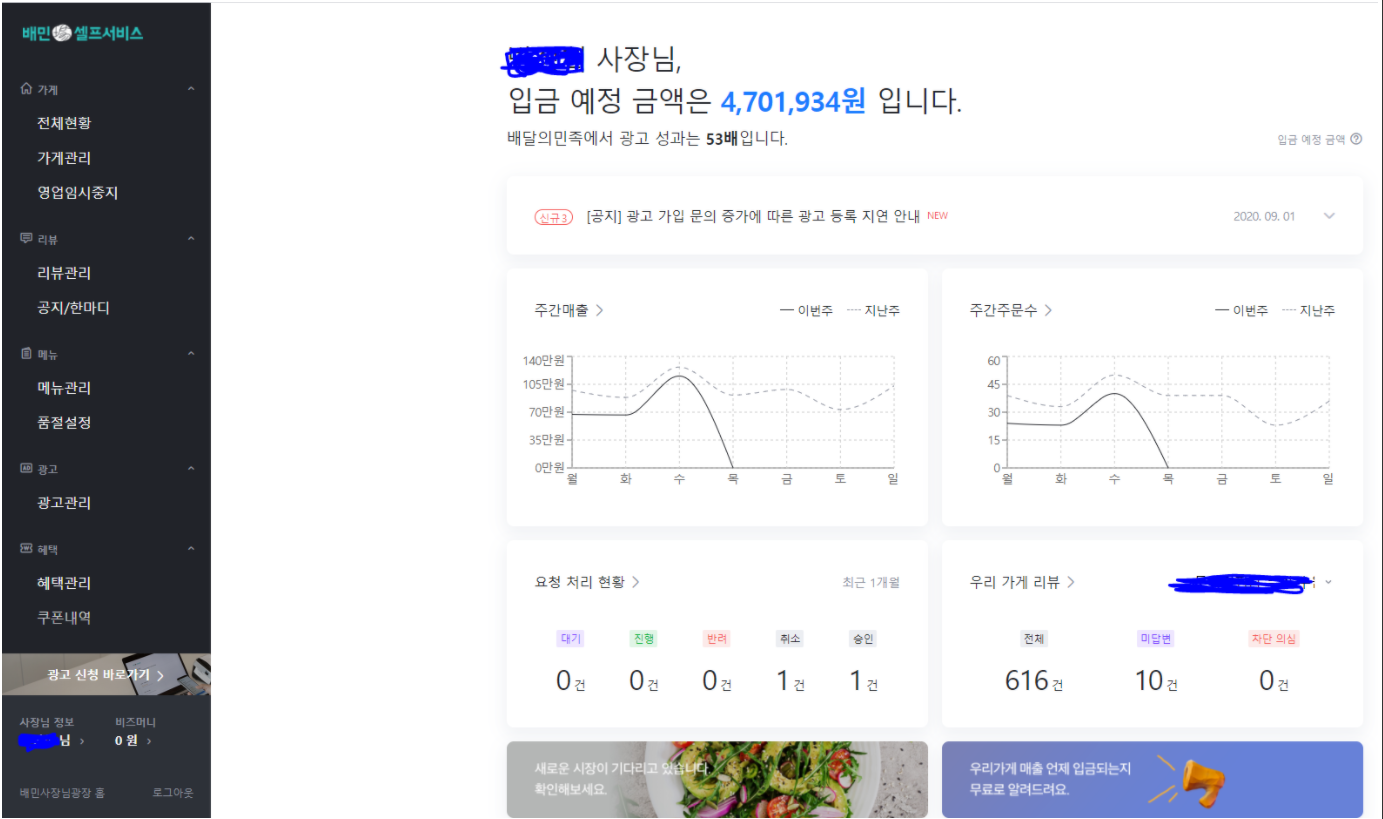 배민 셀프서비스
가게
전체현황
가게관리
영업임시중지
리뷰
리뷰관리
공지/한마디
메뉴
메뉴관리
품절설정
광고
광고관리
혜택
혜택관리
쿠폰내역
광고 신청 바로가기
사장님 정보 비즈머니
님 0 원
배민사장님광장 홈 로그아웃
사장님,
입금 예정 금액은 4,701,934원 입니다.
배달의민족에서 광고 성과는 53배입니다.
입금 예정 금액 ?
신규3 [공지] 광고 가입 문의 증가에 따른 광고 등록 지연 안내 NEW 2020. 09. 01
주간매출 이번주 지난주
140만원
105만원
70만원
35만원
0만원
월 화 수 목 금 토 일
주간주문수 이번주 지난주
60
45
30
15
0
월 화 수 목 금 토 일
요청 처리 현황 최근 1개월
대기 진행 반려 취소 승인
0건 0건 0건 1건 1건
우리 가게 리뷰
전체 미답변 차단 의심
616건 10건 0건
새로운 시장이 기다리고 있습니다.
확인해보세요.
우리가게 매출 언제 입금되는지
무료로 알려드려요.